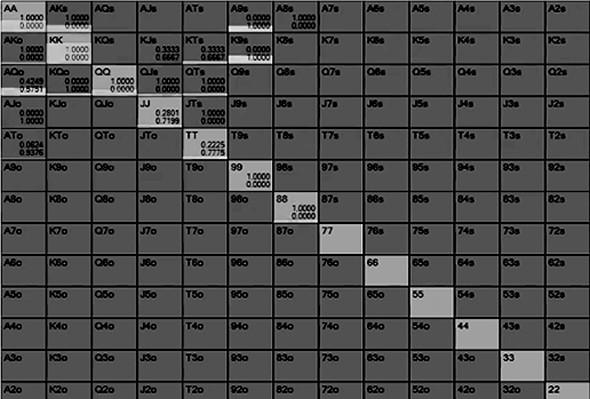 AA AKs AQs AJs ATs A9s A8s A7s A6s A5s A4s A3s A2s
1.0000 1.0000 0.0000 1.0000
0.0000 0.0000 1.0000 0.0000
AKo KK KQs KJs KTs K9s K8s K7s K6s K5s K4s K3s K2s
1.0000 1.0000 0.3333 0.3333 0.0000
0.0000 0.0000 0.6667 0.6667 1.0000
AQo KQo QQ QJs QTs Q9s Q8s Q7s Q6s Q5s Q4s Q3s Q2s
0.4249 0.0000 1.0000 1.0000 1.0000
0.5751 1.0000 0.0000 0.0000 0.0000
AJo KJo QJo JJ JTs J9s J8s J7s J6s J5s J4s J3s J2s
0.0000 0.2801 1.0000
1.0000 0.7199 0.0000
ATo KTo QTo JTo TT T9s T8s T7s T6s T5s T4s T3s T2s
0.0624 0.2225
0.9376 0.7775
A9o K9o Q9o J9o T9o 99 98s 97s 96s 95s 94s 93s 92s
1.0000
0.0000
A8o K8o Q8o J8o T8o 98o 88 87s 86s 85s 84s 83s 82s
1.0000
0.0000
A7o K7o Q7o J7o T7o 97o 87o 77 76s 75s 74s 73s 72s
A6o K6o Q6o J6o T6o 96o 86o 76o 66 65s 64s 63s 62s
A5o K5o Q5o J5o T5o 95o 85o 75o 65o 55 54s 53s 52s
A4o K4o Q4o J4o T4o 94o 84o 74o 64o 54o 44 43s 42s
A3o K3o Q3o J3o T3o 93o 83o 73o 63o 53o 43o 33 32s
A2o K2o Q2o J2o T2o 92o 82o 72o 62o 52o 42o 32o 22